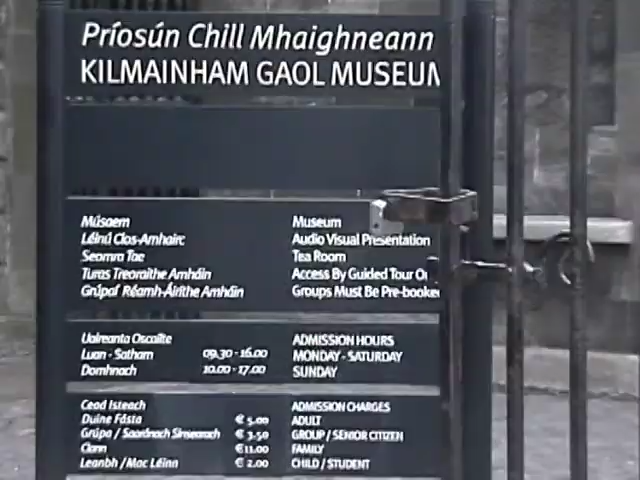 Príosún Chill Mhaighneann
KILMAINHAM GAOL MUSEUM
Músaem Museum
Léiriú Clos-Amhairc Audio Visual Presentation
Seomra Tae Tea Room
Turas Treoraithe Amháin Access By Guided Tour
Grúpaí Réamh-Áirithe Amháin Groups Must Be Pre-booked
Uaireanta Oscailte ADMISSION HOURS
Luan - Satharn 09.30 - 16.00 MONDAY - SATURDAY
Domhnach 10.00 - 17.00 SUNDAY
Cead Isteach ADMISSION CHARGES
Duine Fásta € 5.00 ADULT
Grúpa / Saoránach Sinsearach € 3.50 GROUP / SENIOR CITIZEN
Clann €11.00 FAMILY
Leanbh / Mac Léinn € 2.00 CHILD / STUDENT